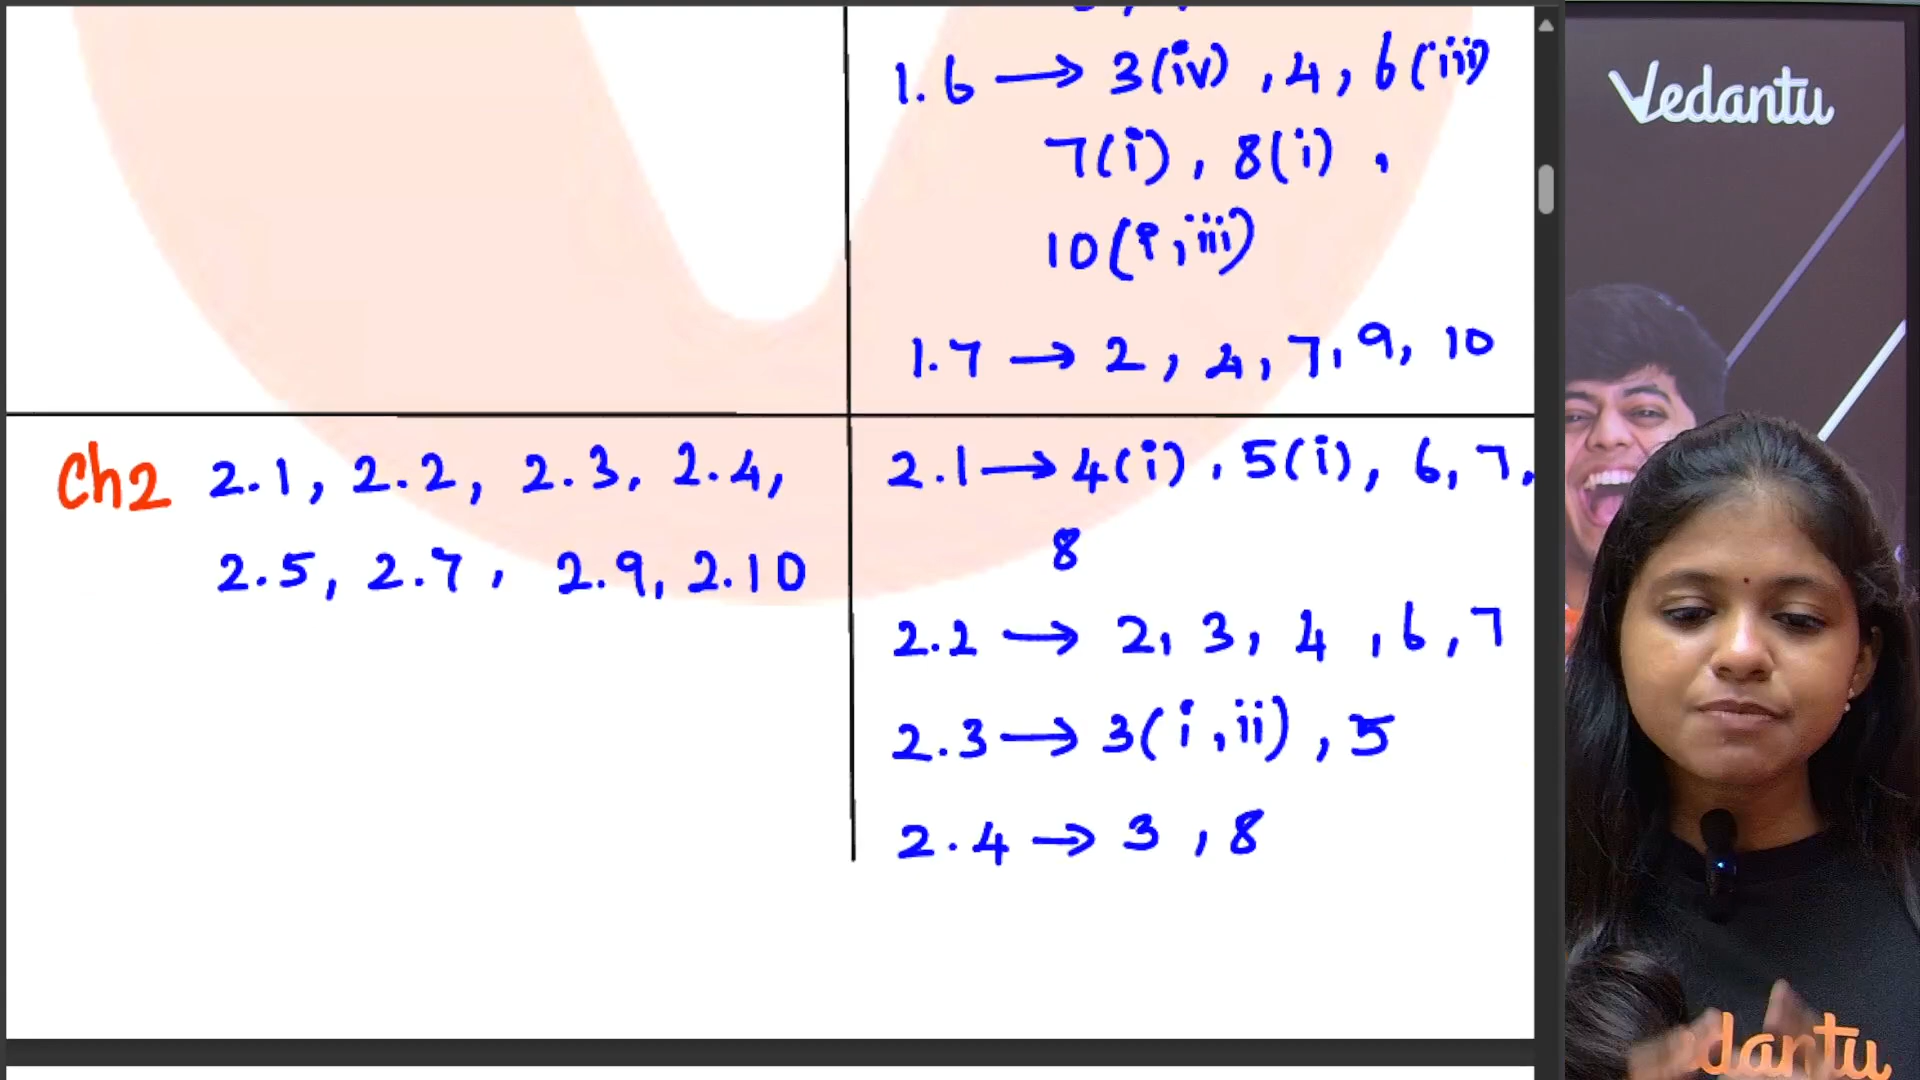 1.6 → 3(iv), 4, 6(iii)
7(i), 8(i),
10(i, iii)
1.7 → 2, 4, 7, 9, 10
Ch2 2.1, 2.2, 2.3, 2.4,
2.5, 2.7, 2.9, 2.10
2.1 → 4(i), 5(i), 6, 7,
8
2.2 → 2, 3, 4, 6, 7
2.3 → 3(i, ii), 5
2.4 → 3, 8
Vedantu
dantu